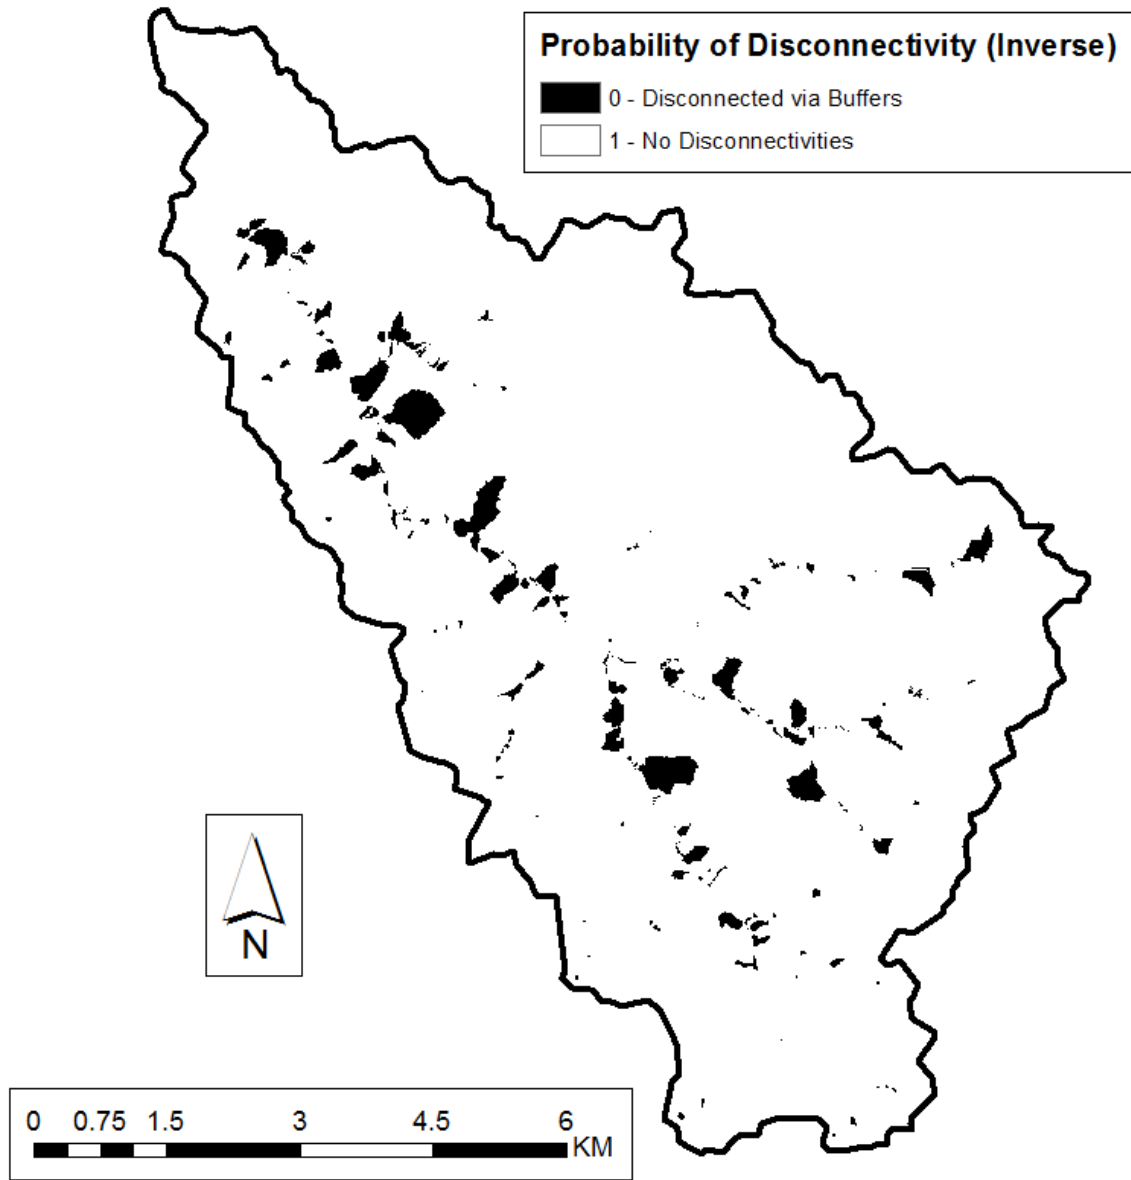 Probability of Disconnectivity (Inverse)
0 - Disconnected via Buffers
1 - No Disconnectivities
N
0 0.75 1.5 3 4.5 6
KM